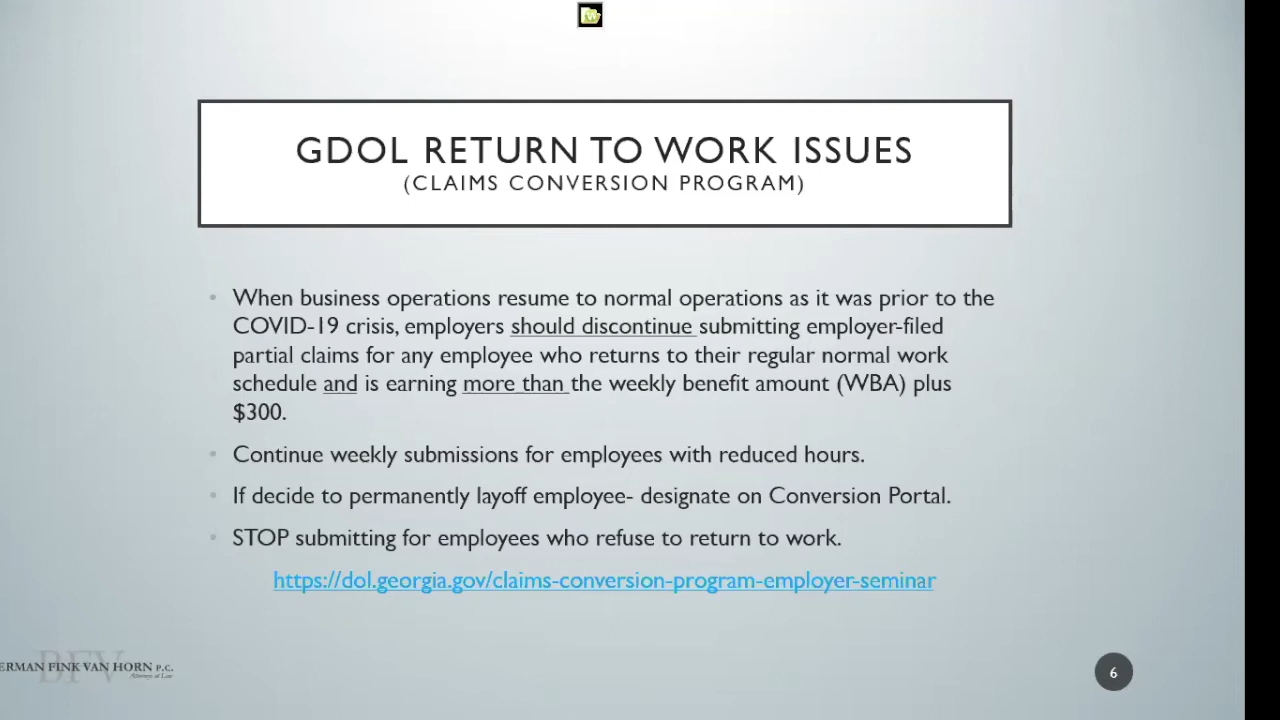 GDOL RETURN TO WORK ISSUES
(CLAIMS CONVERSION PROGRAM)
• When business operations resume to normal operations as it was prior to the
COVID-19 crisis, employers should discontinue submitting employer-filed
partial claims for any employee who returns to their regular normal work
schedule and is earning more than the weekly benefit amount (WBA) plus
$300.
• Continue weekly submissions for employees with reduced hours.
• If decide to permanently layoff employee- designate on Conversion Portal.
• STOP submitting for employees who refuse to return to work.
https://dol.georgia.gov/claims-conversion-program-employer-seminar
BFV
ERMAN FINK VAN HORN P.C.
Attorneys at Law
6